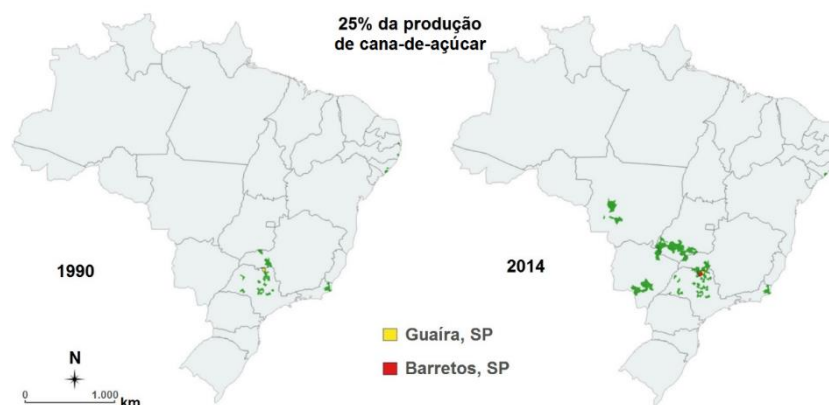 25% da produção
de cana-de-açúcar
1990
2014
Guaíra, SP
Barretos, SP
N
0 1.000 km